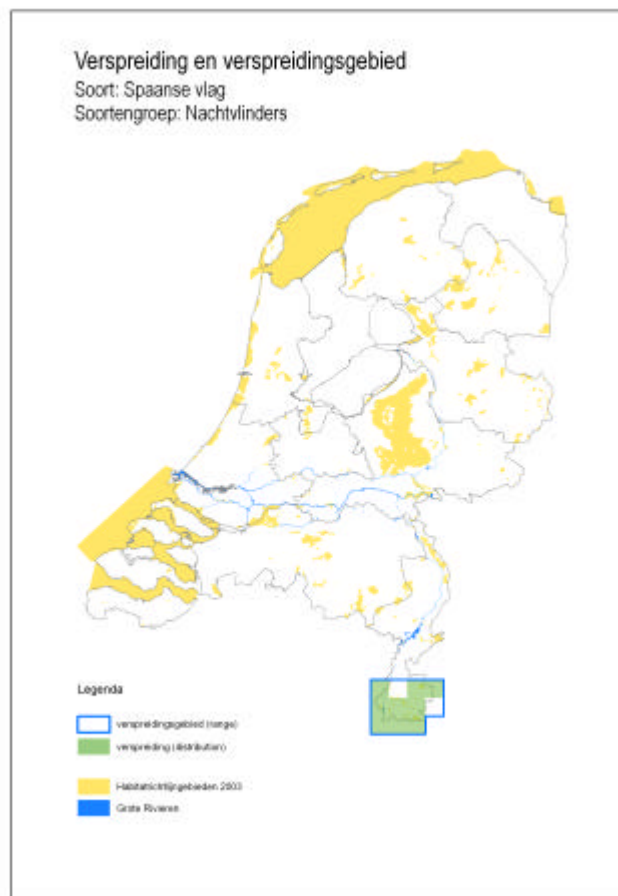 Verspreiding en verspreidingsgebied
Soort: Spaanse vlag
Soortengroep: Nachtvlinders
Legenda
verspreidingsgebied (range)
verspreiding (distribution)
Habitatrichtlijngebieden 2003
Grote Rivieren